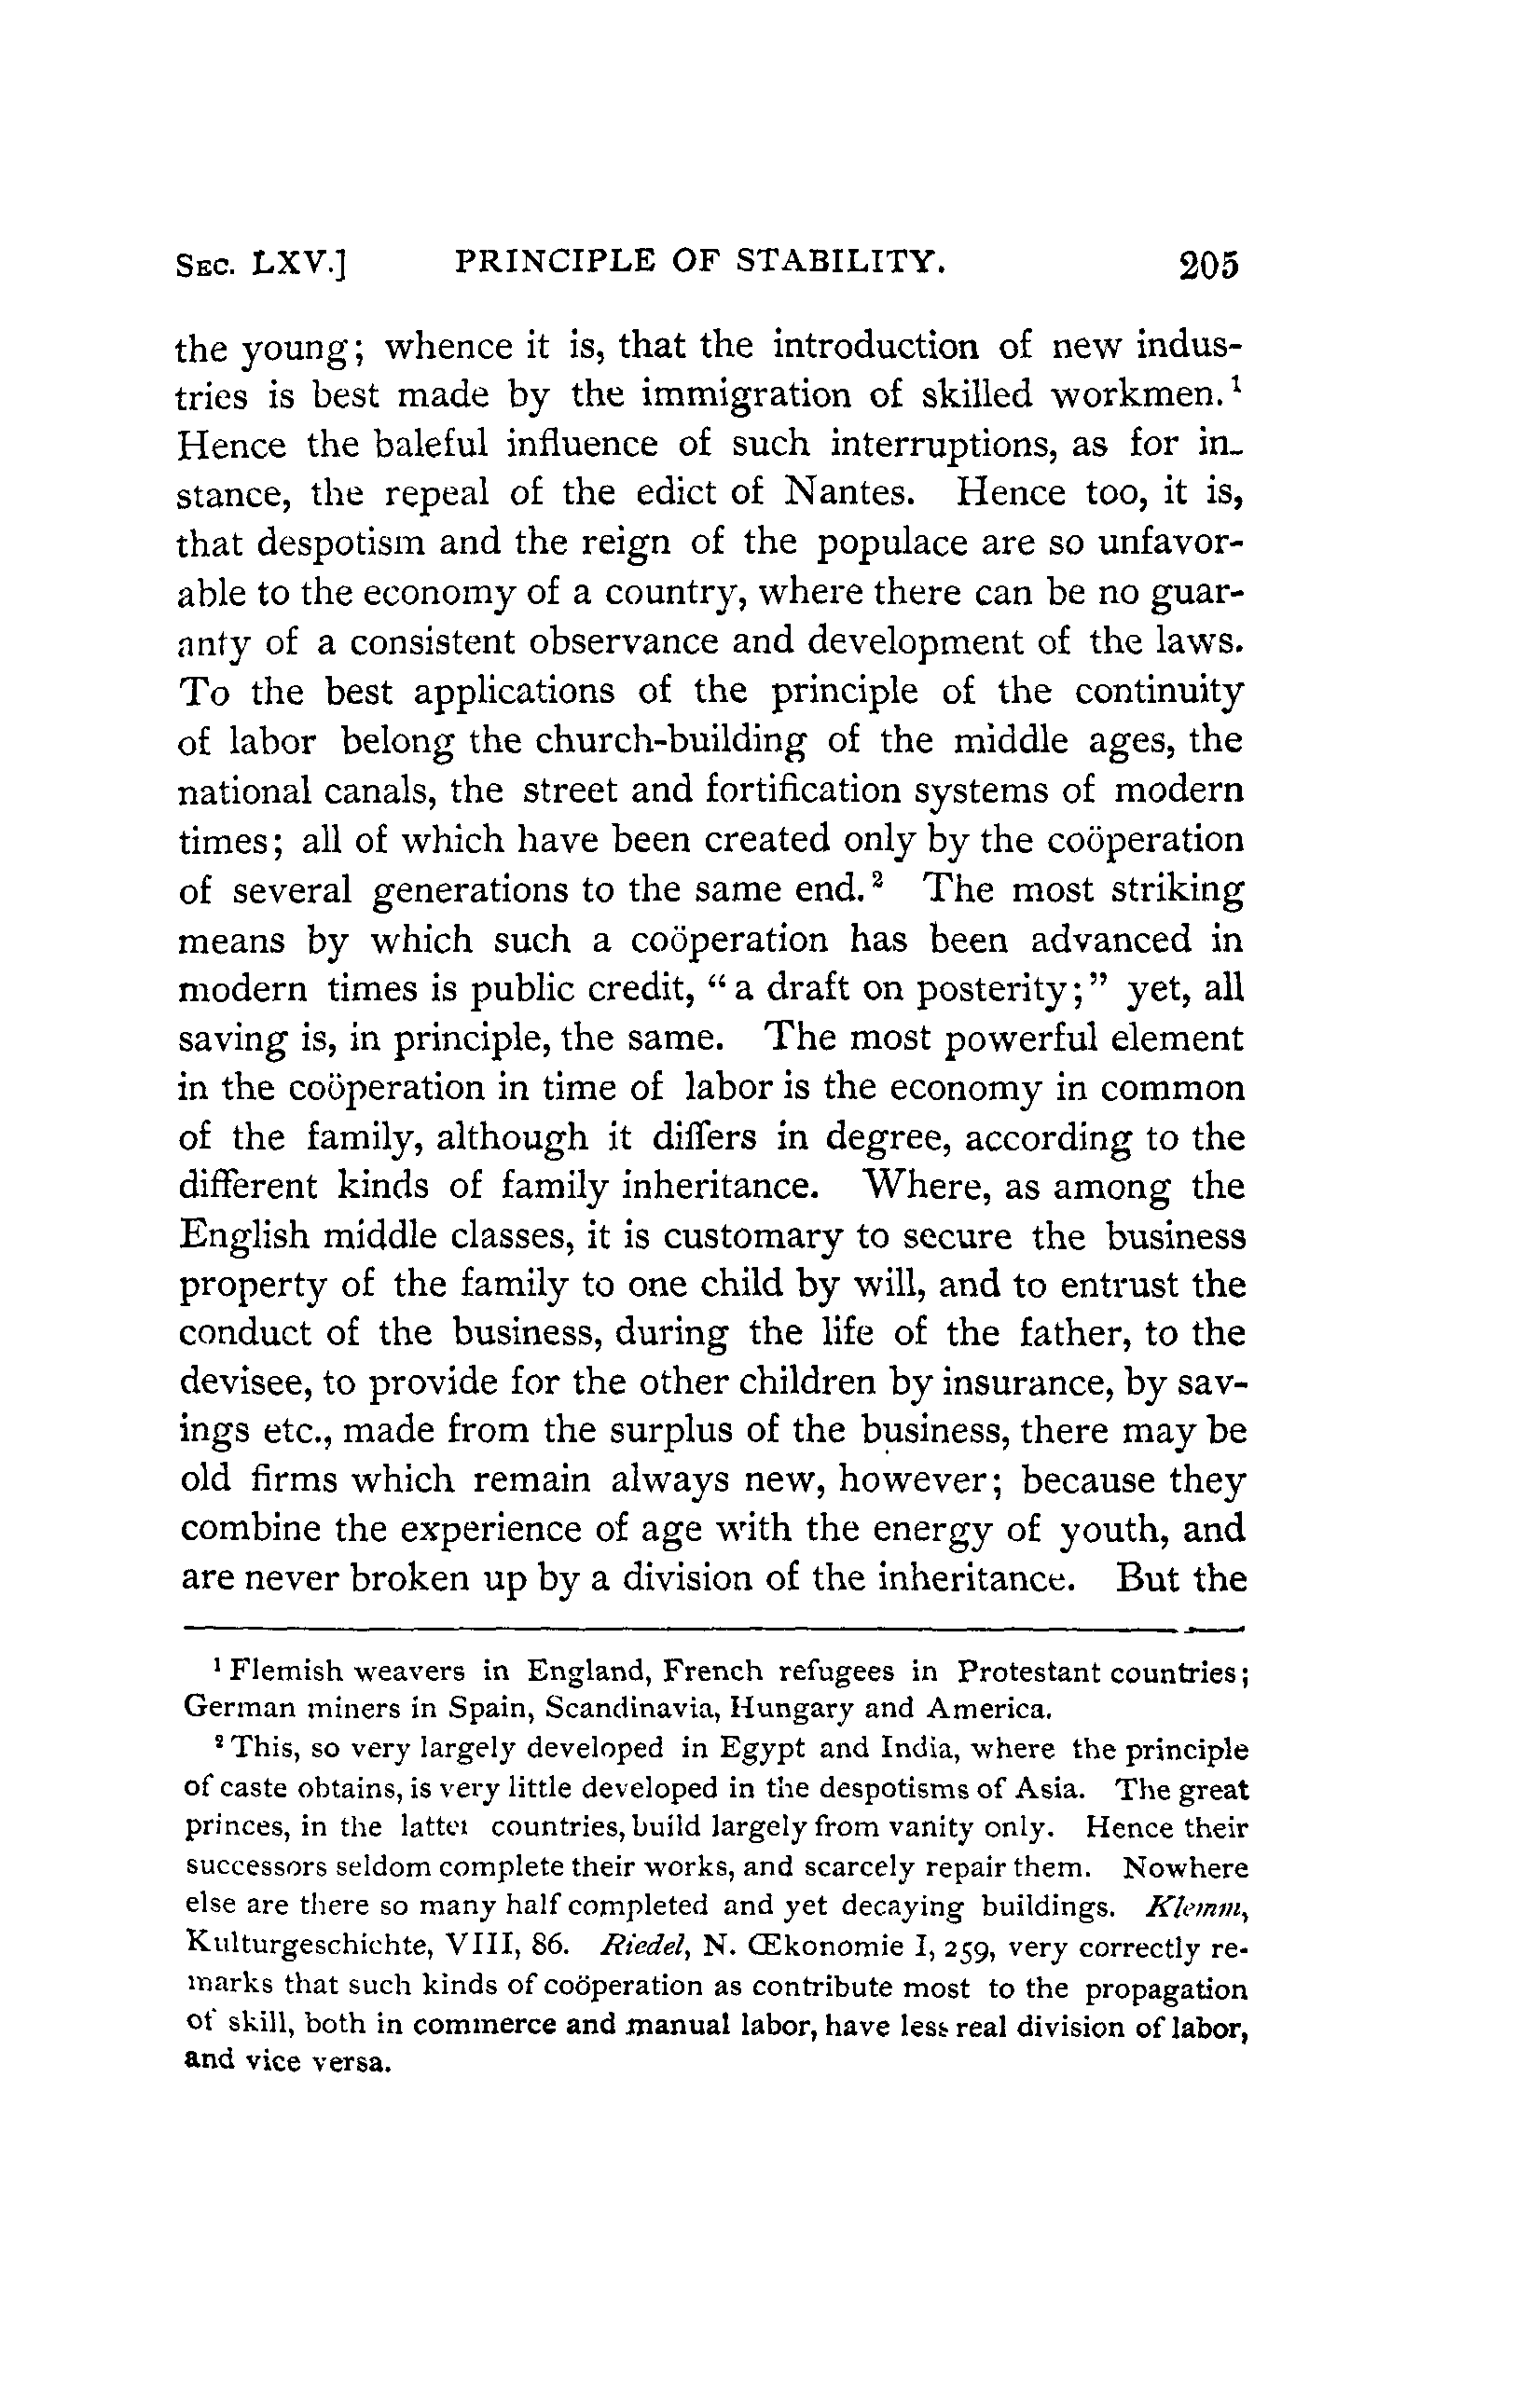 SEC. LXV.] PRINCIPLE OF STABILITY. 205
the young; whence it is, that the introduction of new indus-
tries is best made by the immigration of skilled workmen.¹
Hence the baleful influence of such interruptions, as for in-
stance, the repeal of the edict of Nantes. Hence too, it is,
that despotism and the reign of the populace are so unfavor-
able to the economy of a country, where there can be no guar-
anty of a consistent observance and development of the laws.
To the best applications of the principle of the continuity
of labor belong the church-building of the middle ages, the
national canals, the street and fortification systems of modern
times; all of which have been created only by the coöperation
of several generations to the same end.² The most striking
means by which such a coöperation has been advanced in
modern times is public credit, “a draft on posterity;” yet, all
saving is, in principle, the same. The most powerful element
in the coöperation in time of labor is the economy in common
of the family, although it differs in degree, according to the
different kinds of family inheritance. Where, as among the
English middle classes, it is customary to secure the business
property of the family to one child by will, and to entrust the
conduct of the business, during the life of the father, to the
devisee, to provide for the other children by insurance, by sav-
ings etc., made from the surplus of the business, there may be
old firms which remain always new, however; because they
combine the experience of age with the energy of youth, and
are never broken up by a division of the inheritance. But the
¹ Flemish weavers in England, French refugees in Protestant countries;
German miners in Spain, Scandinavia, Hungary and America.
² This, so very largely developed in Egypt and India, where the principle
of caste obtains, is very little developed in the despotisms of Asia. The great
princes, in the latter countries, build largely from vanity only. Hence their
successors seldom complete their works, and scarcely repair them. Nowhere
else are there so many half completed and yet decaying buildings. Klemm,
Kulturgeschichte, VIII, 86. Riedel, N. Œkonomie I, 259, very correctly re-
marks that such kinds of coöperation as contribute most to the propagation
of skill, both in commerce and manual labor, have less real division of labor,
and vice versa.